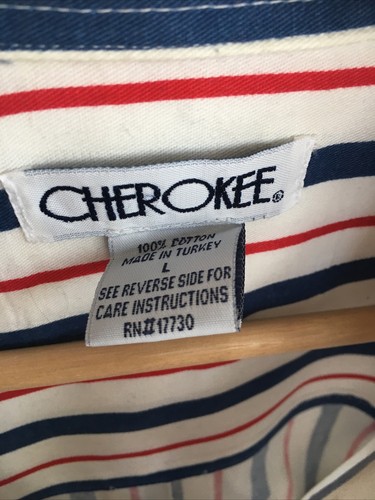 CHEROKEE®
100% COTTON
MADE IN TURKEY
L
SEE REVERSE SIDE FOR
CARE INSTRUCTIONS
RN#17730